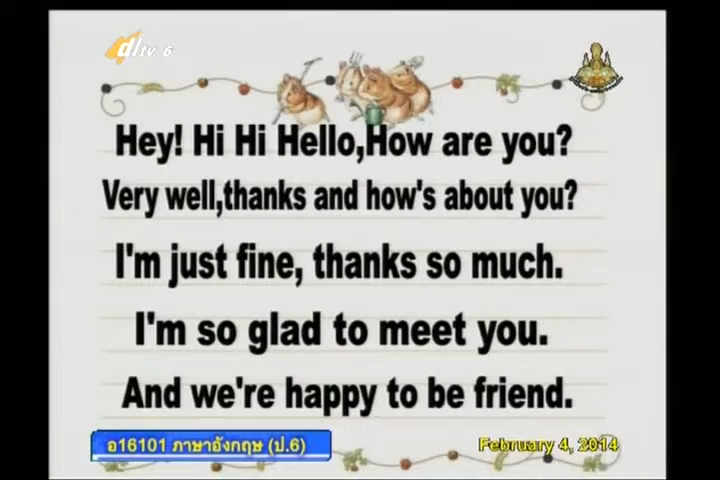 dltv 6
Hey! Hi Hi Hello,How are you?
Very well,thanks and how's about you?
I'm just fine, thanks so much.
I'm so glad to meet you.
And we're happy to be friend.
อ16101 ภาษาอังกฤษ (ป.6)
February 4, 2014